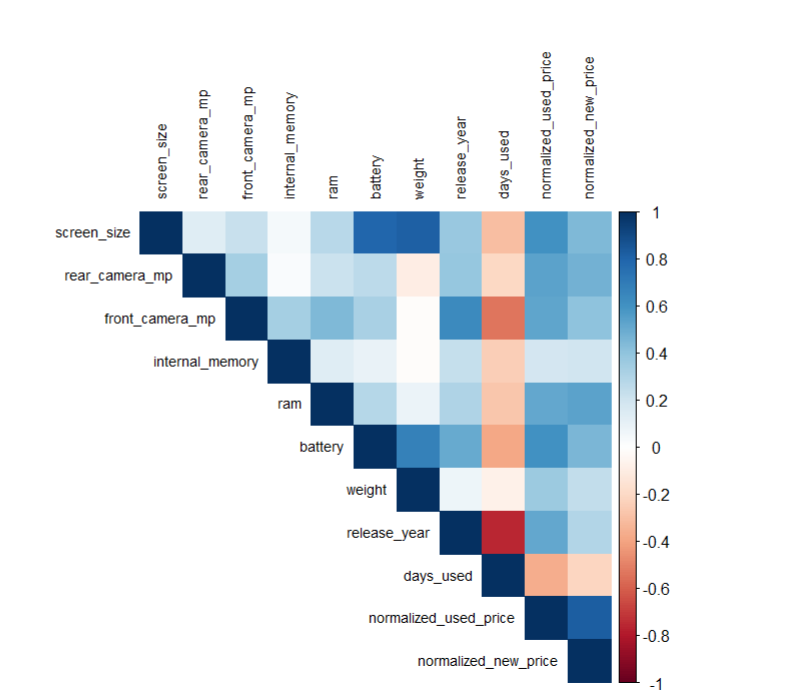 screen_size
rear_camera_mp
front_camera_mp
internal_memory
ram
battery
weight
release_year
days_used
normalized_used_price
normalized_new_price
screen_size
rear_camera_mp
front_camera_mp
internal_memory
ram
battery
weight
release_year
days_used
normalized_used_price
normalized_new_price
1
0.8
0.6
0.4
0.2
0
-0.2
-0.4
-0.6
-0.8
-1